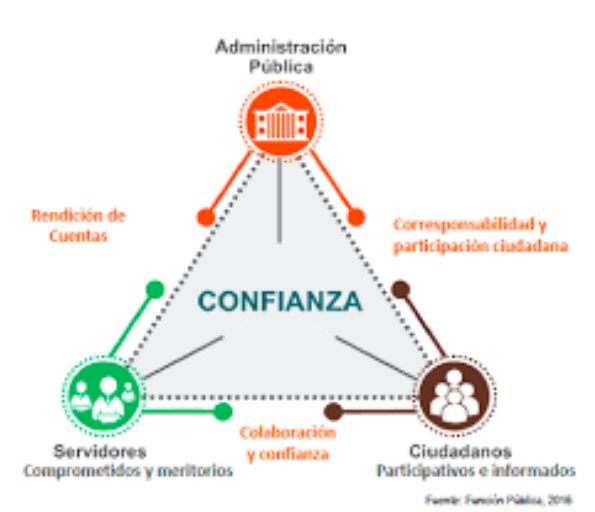 Administración
Pública
Rendición de
Cuentas
Corresponsabilidad y
participación ciudadana
CONFIANZA
Colaboración
y confianza
Servidores
Comprometidos y meritorios
Ciudadanos
Participativos e informados
Fuente: Función Pública, 2016